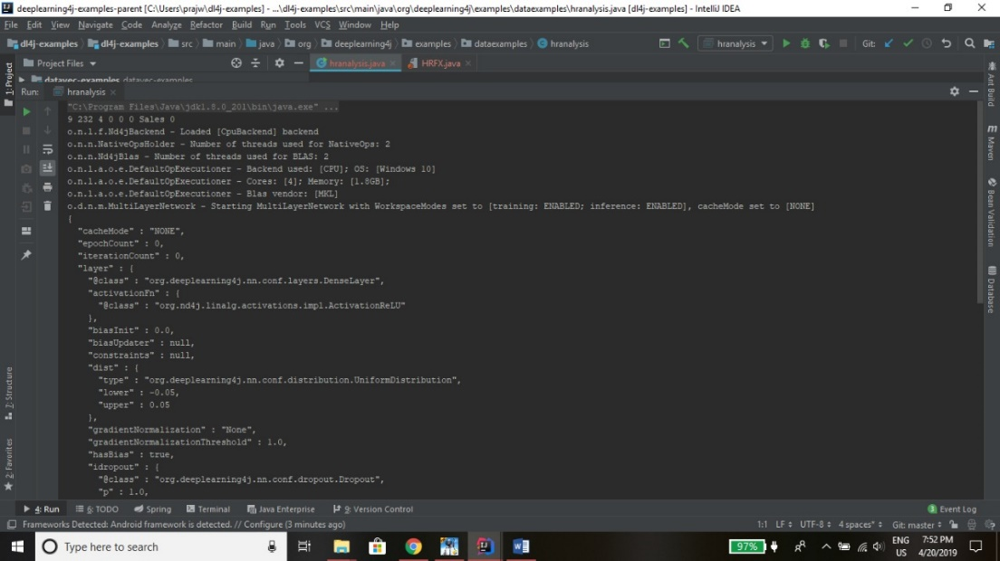 deeplearning4j-examples-parent [C:\Users\prajw\dl4j-examples] - ...\dl4j-examples\src\main\java\org\deeplearning4j\examples\dataexamples\hranalysis.java [dl4j-examples] - IntelliJ IDEA
File Edit View Navigate Code Analyze Refactor Build Run Tools VCS Window Help
dl4j-examples dl4j-examples src main java org deeplearning4j examples dataexamples hranalysis hranalysis Git:
1: Project
Project Files hranalysis.java HRFX.java
datavec-examples datavec-examples
Run: hranalysis
"C:\Program Files\Java\jdk1.8.0_201\bin\java.exe" ...
9 232 4 0 0 0 Sales 0
o.n.l.f.Nd4jBackend - Loaded [CpuBackend] backend
o.n.n.NativeOpsHolder - Number of threads used for NativeOps: 2
o.n.n.Nd4jBlas - Number of threads used for BLAS: 2
o.n.l.a.o.e.DefaultOpExecutioner - Backend used: [CPU]; OS: [Windows 10]
o.n.l.a.o.e.DefaultOpExecutioner - Cores: [4]; Memory: [1.8GB];
o.n.l.a.o.e.DefaultOpExecutioner - Blas vendor: [MKL]
o.d.n.m.MultiLayerNetwork - Starting MultiLayerNetwork with WorkspaceModes set to [training: ENABLED; inference: ENABLED], cacheMode set to [NONE]
{
"cacheMode" : "NONE",
"epochCount" : 0,
"iterationCount" : 0,
"layer" : {
"@class" : "org.deeplearning4j.nn.conf.layers.DenseLayer",
"activationFn" : {
"@class" : "org.nd4j.linalg.activations.impl.ActivationReLU"
},
"biasInit" : 0.0,
"biasUpdater" : null,
"constraints" : null,
"dist" : {
"type" : "org.deeplearning4j.nn.conf.distribution.UniformDistribution",
"lower" : -0.05,
"upper" : 0.05
},
"gradientNormalization" : "None",
"gradientNormalizationThreshold" : 1.0,
"hasBias" : true,
"idropout" : {
"@class" : "org.deeplearning4j.nn.conf.dropout.Dropout",
"p" : 1.0,
7: Structure
2: Favorites
Ant Build
Maven
Bean Validation
Database
4: Run 6: TODO Spring Terminal Java Enterprise 9: Version Control Event Log
Frameworks Detected: Android framework is detected. // Configure (3 minutes ago) 1:1 LF UTF-8 4 spaces* Git: master
Type here to search 97% ENG 7:52 PM
US 4/20/2019